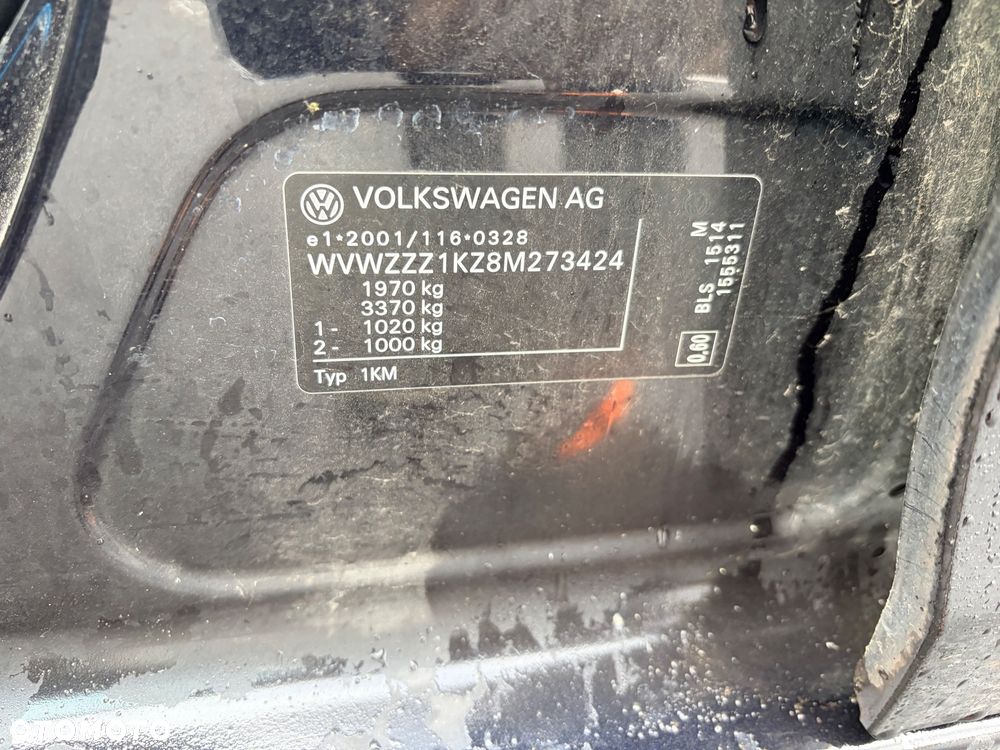 VOLKSWAGEN AG
e1*2001/116*0328
WVWZZZ1KZ8M273424
1970 kg
3370 kg
1- 1020 kg
2- 1000 kg
Typ 1KM
M
BLS 1514
1555311
0.60
OTOMOTO